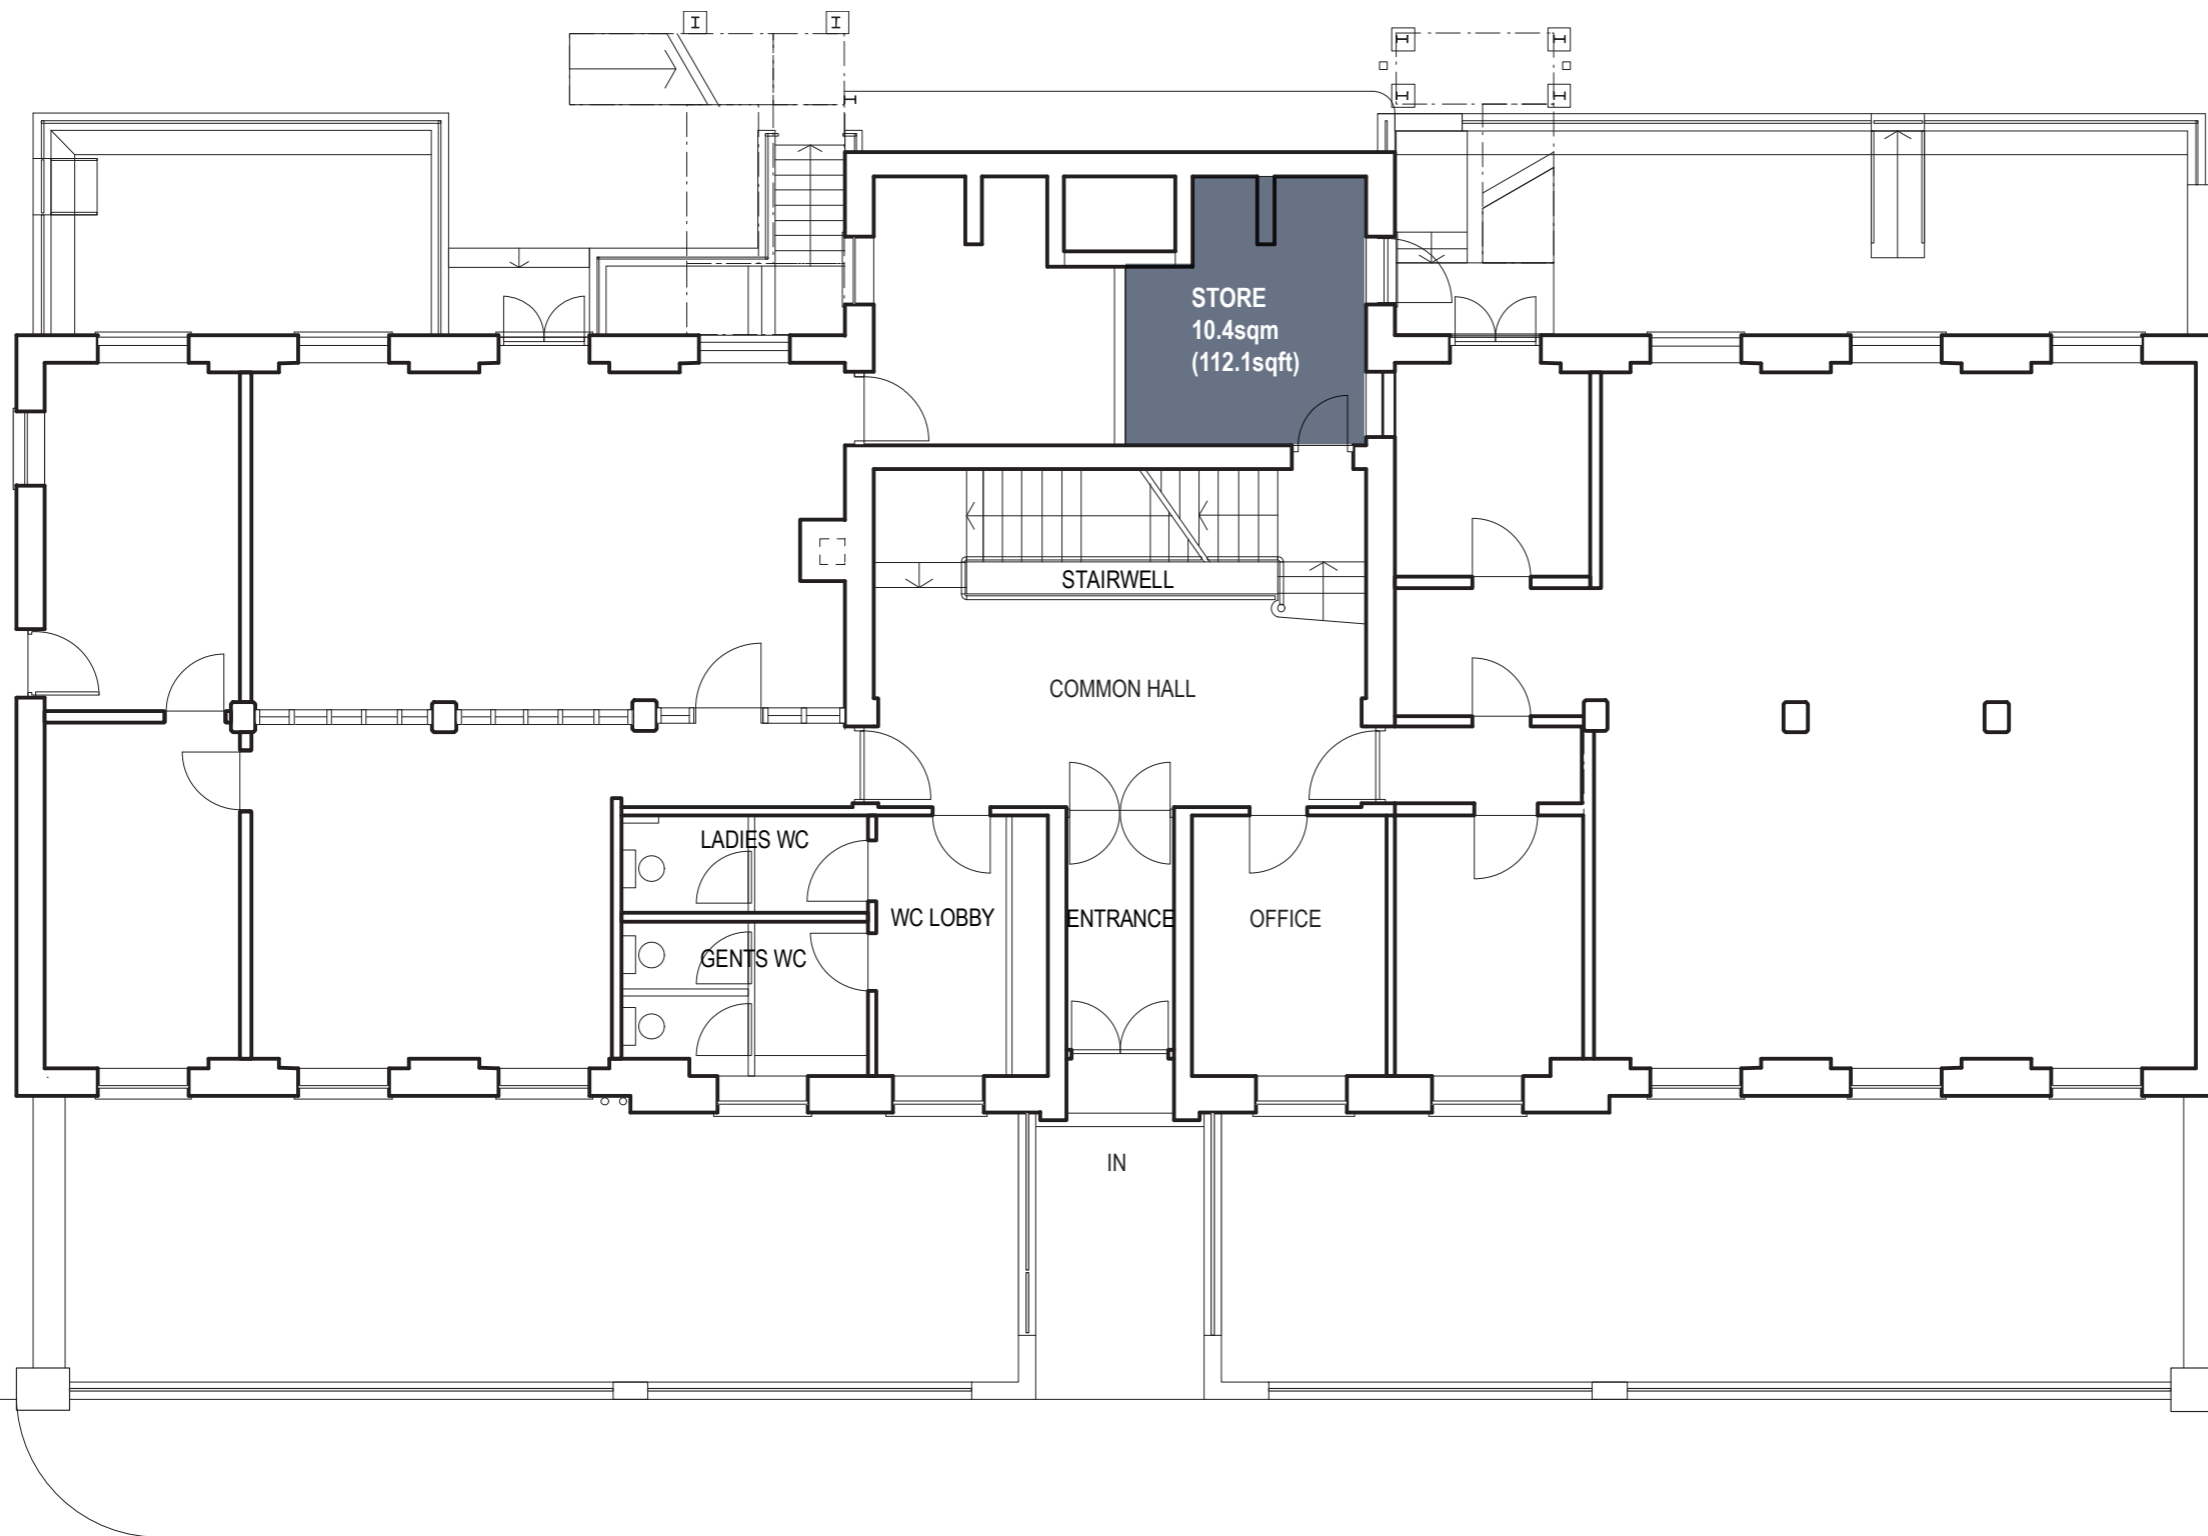 STORE
10.4sqm
(112.1sqft)
STAIRWELL
COMMON HALL
LADIES WC
WC LOBBY
ENTRANCE
OFFICE
GENTS WC
IN